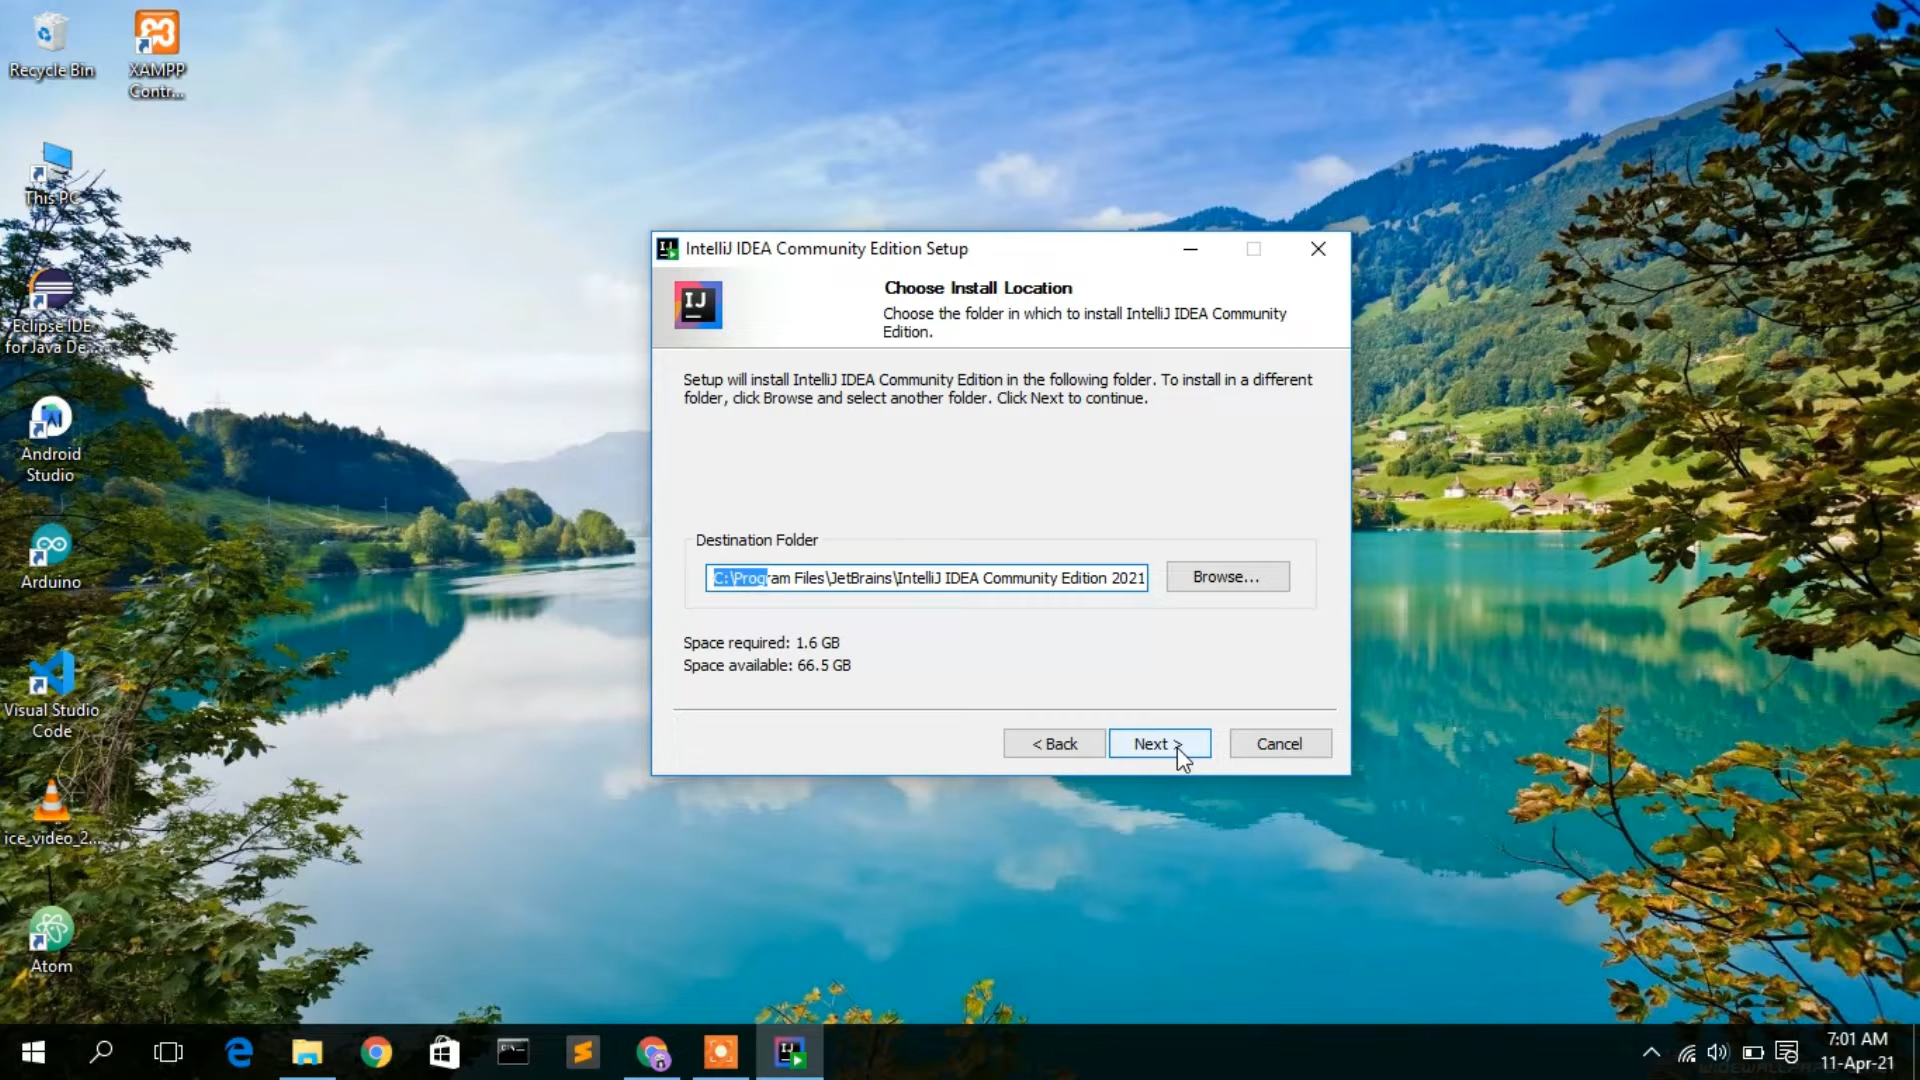 Recycle Bin
XAMPP
Contr...
This PC
Eclipse IDE
for Java De...
Android
Studio
Arduino
Visual Studio
Code
ice_video_2...
Atom
IntelliJ IDEA Community Edition Setup
IJ
Choose Install Location
Choose the folder in which to install IntelliJ IDEA Community
Edition.
Setup will install IntelliJ IDEA Community Edition in the following folder. To install in a different
folder, click Browse and select another folder. Click Next to continue.
Destination Folder
C:\Program Files\JetBrains\IntelliJ IDEA Community Edition 2021
Browse...
Space required: 1.6 GB
Space available: 66.5 GB
< Back
Next >
Cancel
7:01 AM
11-Apr-21